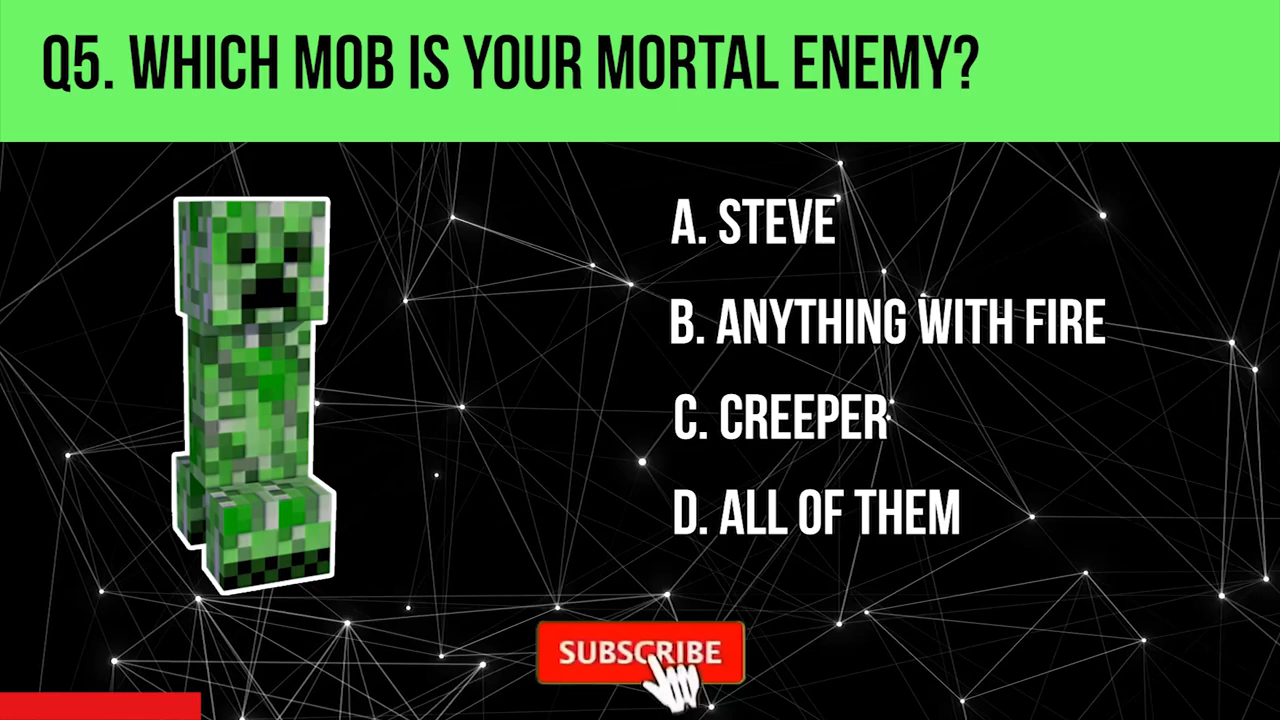 Q5. WHICH MOB IS YOUR MORTAL ENEMY?
A. STEVE
B. ANYTHING WITH FIRE
C. CREEPER
D. ALL OF THEM
SUBSCRIBE